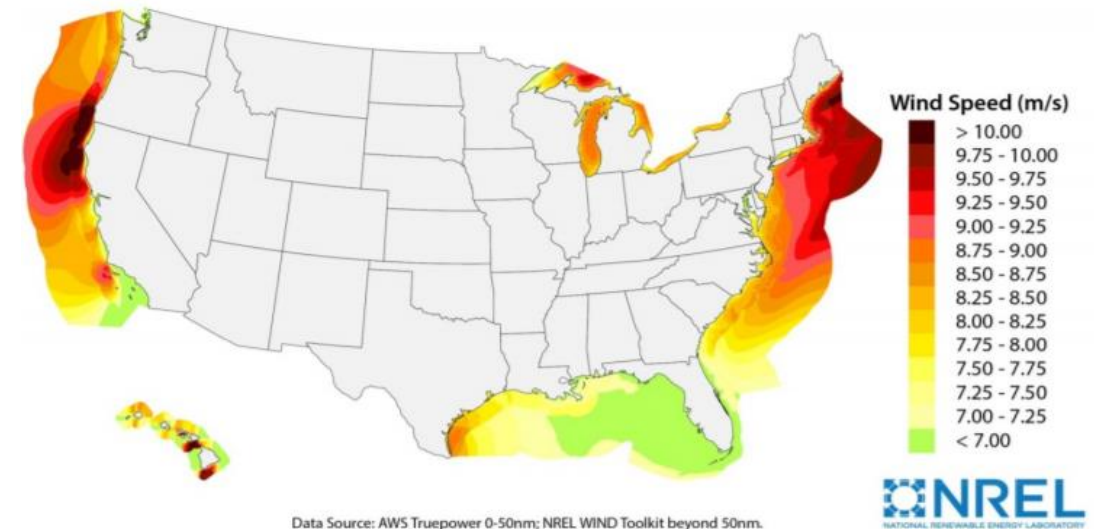 Wind Speed (m/s)
> 10.00
9.75 - 10.00
9.50 - 9.75
9.25 - 9.50
9.00 - 9.25
8.75 - 9.00
8.50 - 8.75
8.25 - 8.50
8.00 - 8.25
7.75 - 8.00
7.50 - 7.75
7.25 - 7.50
7.00 - 7.25
< 7.00
NREL
NATIONAL RENEWABLE ENERGY LABORATORY
Data Source: AWS Truepower 0-50nm; NREL WIND Toolkit beyond 50nm.